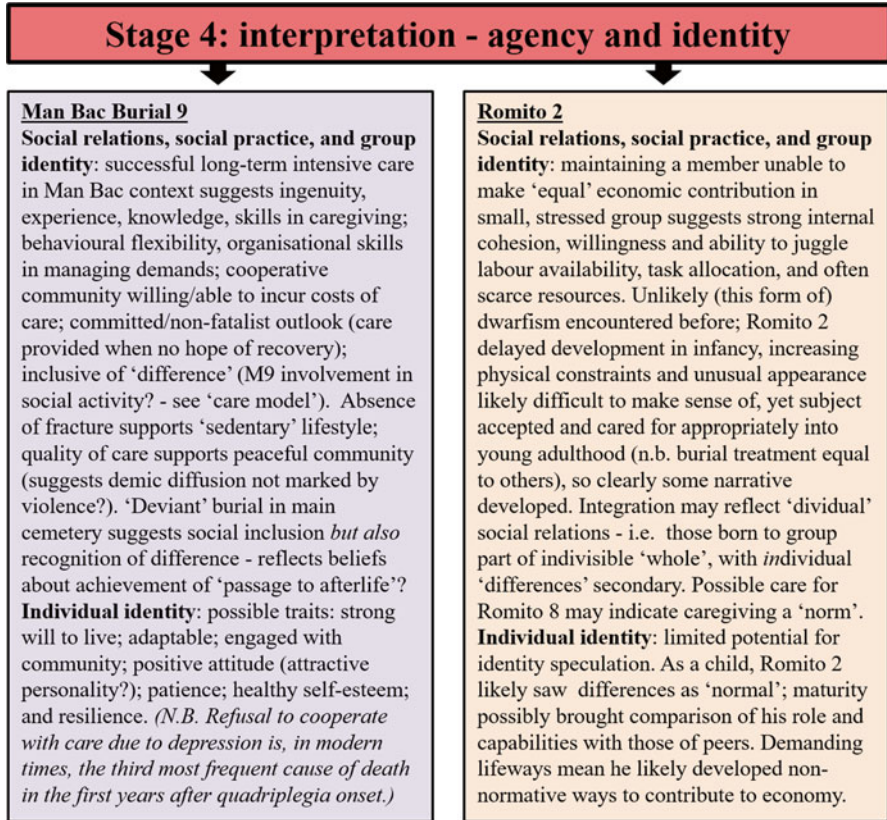 Stage 4: interpretation - agency and identity
Man Bac Burial 9
Social relations, social practice, and group
identity: successful long-term intensive care
in Man Bac context suggests ingenuity,
experience, knowledge, skills in caregiving;
behavioural flexibility, organisational skills
in managing demands; cooperative
community willing/able to incur costs of
care; committed/non-fatalist outlook (care
provided when no hope of recovery);
inclusive of ‘difference’ (M9 involvement in
social activity? - see ‘care model’).  Absence
of fracture supports ‘sedentary’ lifestyle;
quality of care supports peaceful community
(suggests demic diffusion not marked by
violence?). ‘Deviant’ burial in main
cemetery suggests social inclusion but also
recognition of difference - reflects beliefs
about achievement of ‘passage to afterlife’?
Individual identity: possible traits: strong
will to live; adaptable; engaged with
community; positive attitude (attractive
personality?); patience; healthy self-esteem;
and resilience. (N.B. Refusal to cooperate
with care due to depression is, in modern
times, the third most frequent cause of death
in the first years after quadriplegia onset.)
Romito 2
Social relations, social practice, and group
identity: maintaining a member unable to
make ‘equal’ economic contribution in
small, stressed group suggests strong internal
cohesion, willingness and ability to juggle
labour availability, task allocation, and often
scarce resources. Unlikely (this form of)
dwarfism encountered before; Romito 2
delayed development in infancy, increasing
physical constraints and unusual appearance
likely difficult to make sense of, yet subject
accepted and cared for appropriately into
young adulthood (n.b. burial treatment equal
to others), so clearly some narrative
developed. Integration may reflect ‘dividual’
social relations - i.e.  those born to group
part of indivisible ‘whole’, with individual
‘differences’ secondary. Possible care for
Romito 8 may indicate caregiving a ‘norm’.
Individual identity: limited potential for
identity speculation. As a child, Romito 2
likely saw  differences as ‘normal’; maturity
possibly brought comparison of his role and
capabilities with those of peers. Demanding
lifeways mean he likely developed non-
normative ways to contribute to economy.